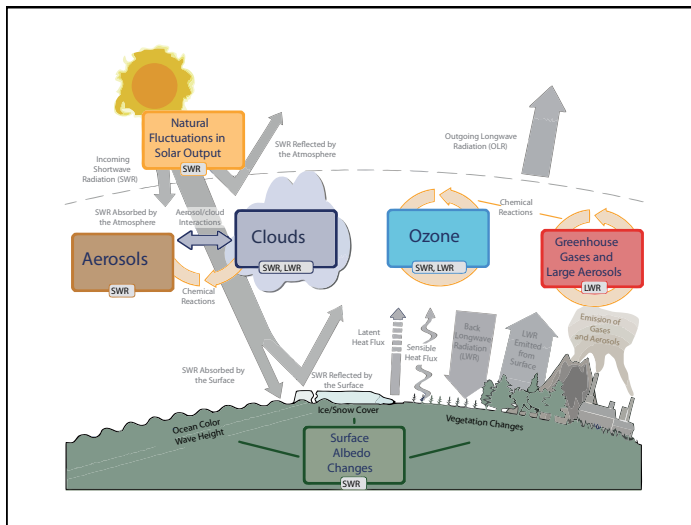 Natural
Fluctuations in
Solar Output
SWR
Incoming
Shortwave
Radiation (SWR)
SWR Reflected by
the Atmosphere
Outgoing Longwave
Radiation (OLR)
SWR Absorbed by
the Atmosphere
Aerosol/cloud
Interactions
Chemical
Reactions
Aerosols
SWR
Clouds
SWR, LWR
Ozone
SWR, LWR
Greenhouse
Gases and
Large Aerosols
LWR
Chemical
Reactions
SWR Absorbed by
the Surface
SWR Reflected by
the Surface
Latent
Heat Flux
Sensible
Heat Flux
Back
Longwave
Radiation
(LWR)
LWR
Emitted
from
Surface
Emission of
Gases
and Aerosols
Ocean Color
Wave Height
Ice/Snow Cover
Vegetation Changes
Surface
Albedo
Changes
SWR